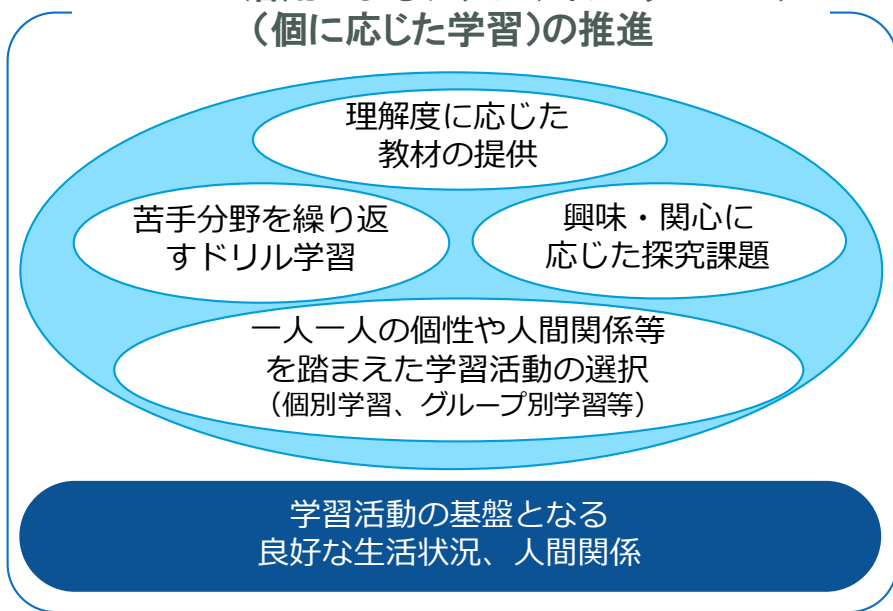 (個に応じた学習)の推進
理解度に応じた
教材の提供
苦手分野を繰り返
すドリル学習
興味・関心に
応じた探究課題
一人一人の個性や人間関係等
を踏まえた学習活動の選択
（個別学習、グループ別学習等）
学習活動の基盤となる
良好な生活状況、人間関係